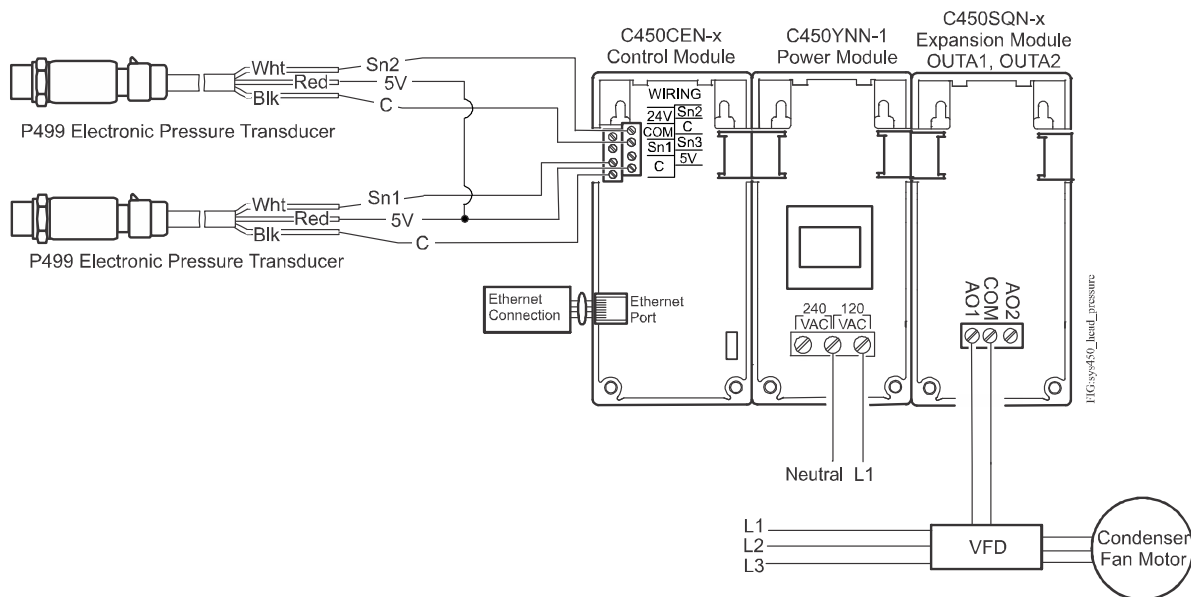 C450CEN-x
Control Module
C450YNN-1
Power Module
C450SQN-x
Expansion Module
OUTA1, OUTA2
Wht
Red
Blk
Sn2
5V
C
P499 Electronic Pressure Transducer
Wht
Red
Blk
Sn1
5V
C
P499 Electronic Pressure Transducer
WIRING
24V Sn2
COM C
Sn1 Sn3
C 5V
Ethernet
Connection
Ethernet
Port
240
VAC
120
VAC
Neutral L1
AO1
COM
AO2
FIG:sys450_head_pressure
L1
L2
L3
VFD
Condenser
Fan Motor